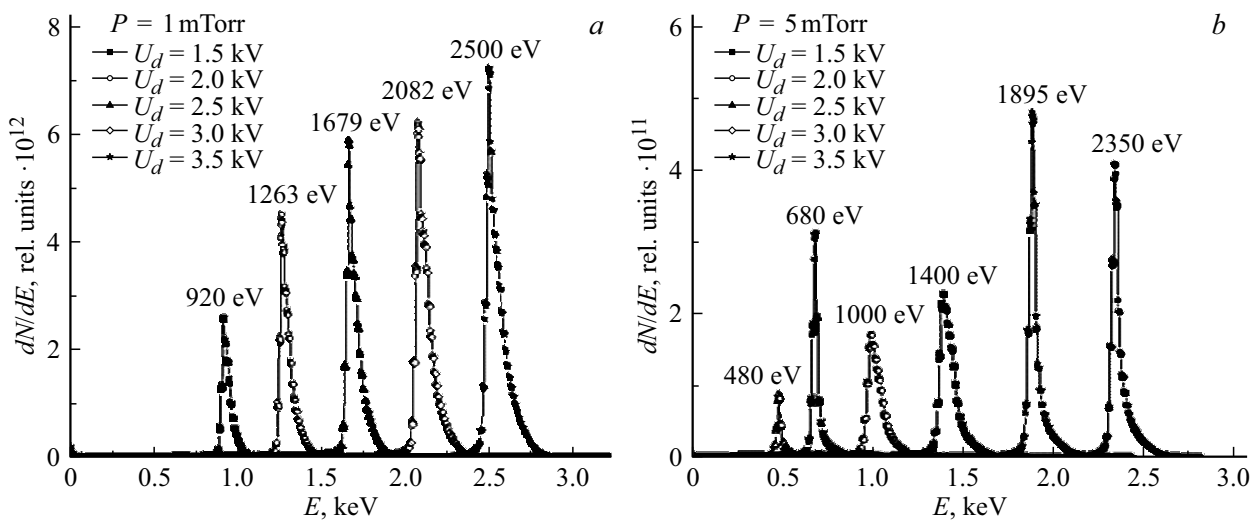 P = 1 mTorr
a
U_d = 1.5 kV
U_d = 2.0 kV
U_d = 2.5 kV
U_d = 3.0 kV
U_d = 3.5 kV
920 eV
1263 eV
1679 eV
2082 eV
2500 eV
dN/dE, rel. units ·10^12
8
6
4
2
0
0
0.5
1.0
1.5
2.0
2.5
3.0
E, keV
P = 5 mTorr
b
U_d = 1.5 kV
U_d = 2.0 kV
U_d = 2.5 kV
U_d = 3.0 kV
U_d = 3.5 kV
480 eV
680 eV
1000 eV
1400 eV
1895 eV
2350 eV
dN/dE, rel. units ·10^11
6
4
2
0
0
0.5
1.0
1.5
2.0
2.5
3.0
E, keV